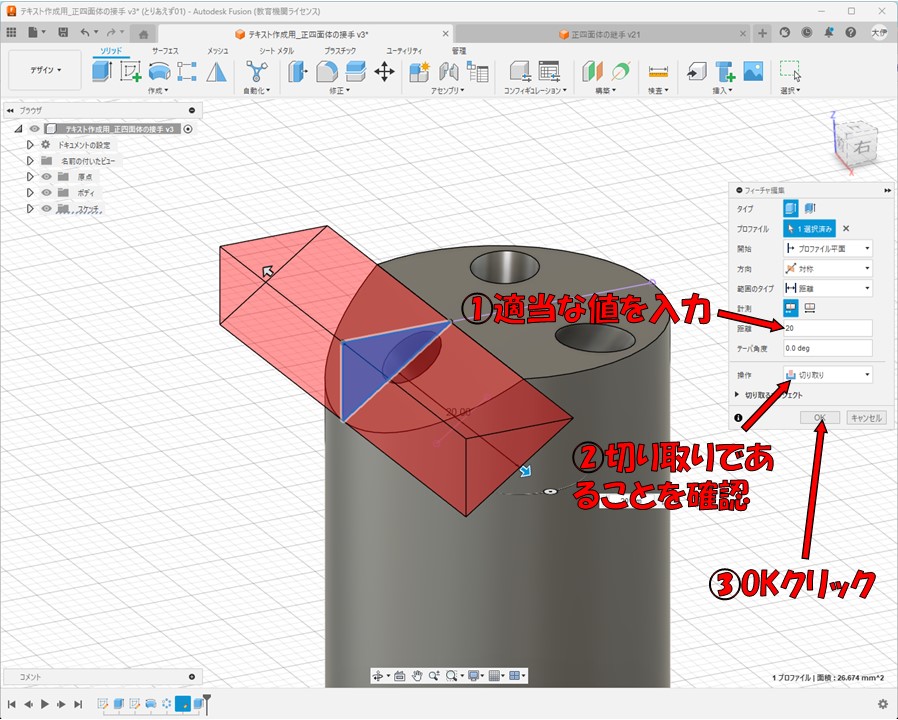 テキスト作成用_正四面体の接手 v3* (とりあえず01) - Autodesk Fusion (教育機関ライセンス)
テキスト作成用_正四面体の接手 v3*
正四面体の継手 v21
大伊
デザイン
ソリッド サーフェス メッシュ シート メタル プラスチック ユーティリティ 管理
作成 自動化 修正 アセンブリ コンフィギュレーション 構築 検査 挿入 選択
ブラウザ
テキスト作成用_正四面体の接手 v3
ドキュメントの設定
名前の付いたビュー
原点
ボディ
スケッチ
Z
右
X
フィーチャ編集
タイプ
プロファイル 1 選択済み
開始 プロファイル平面
方向 対称
範囲のタイプ 距離
計測
距離 20
テーパ角度 0.0 deg
操作 切り取り
OK キャンセル
①適当な値を入力
20.00
②切り取りであ
ることを確認
③OKクリック
コメント
1 プロファイル | 面積 : 26.674 mm^2